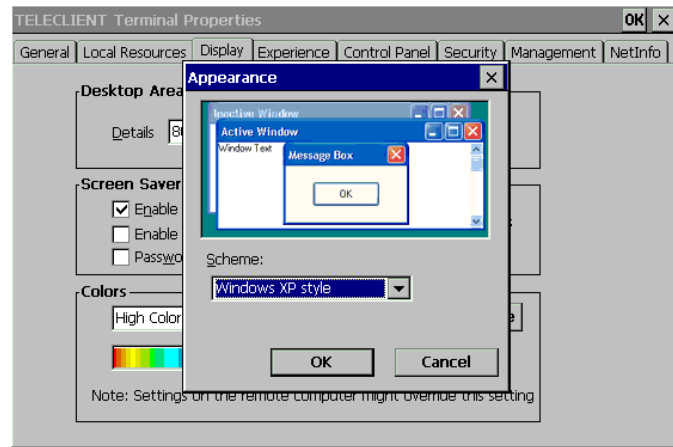 TELECLIENT Terminal Properties OK
General Local Resources Display Experience Control Panel Security Management NetInfo
Appearance
Desktop Area
Inactive Window
Active Window
Details
Window Text
Message Box
OK
Screen Saver
Enable
Enable
Scheme:
Windows XP style
Colors
High Color
OK Cancel
Note: Settings on the remote computer might override this setting